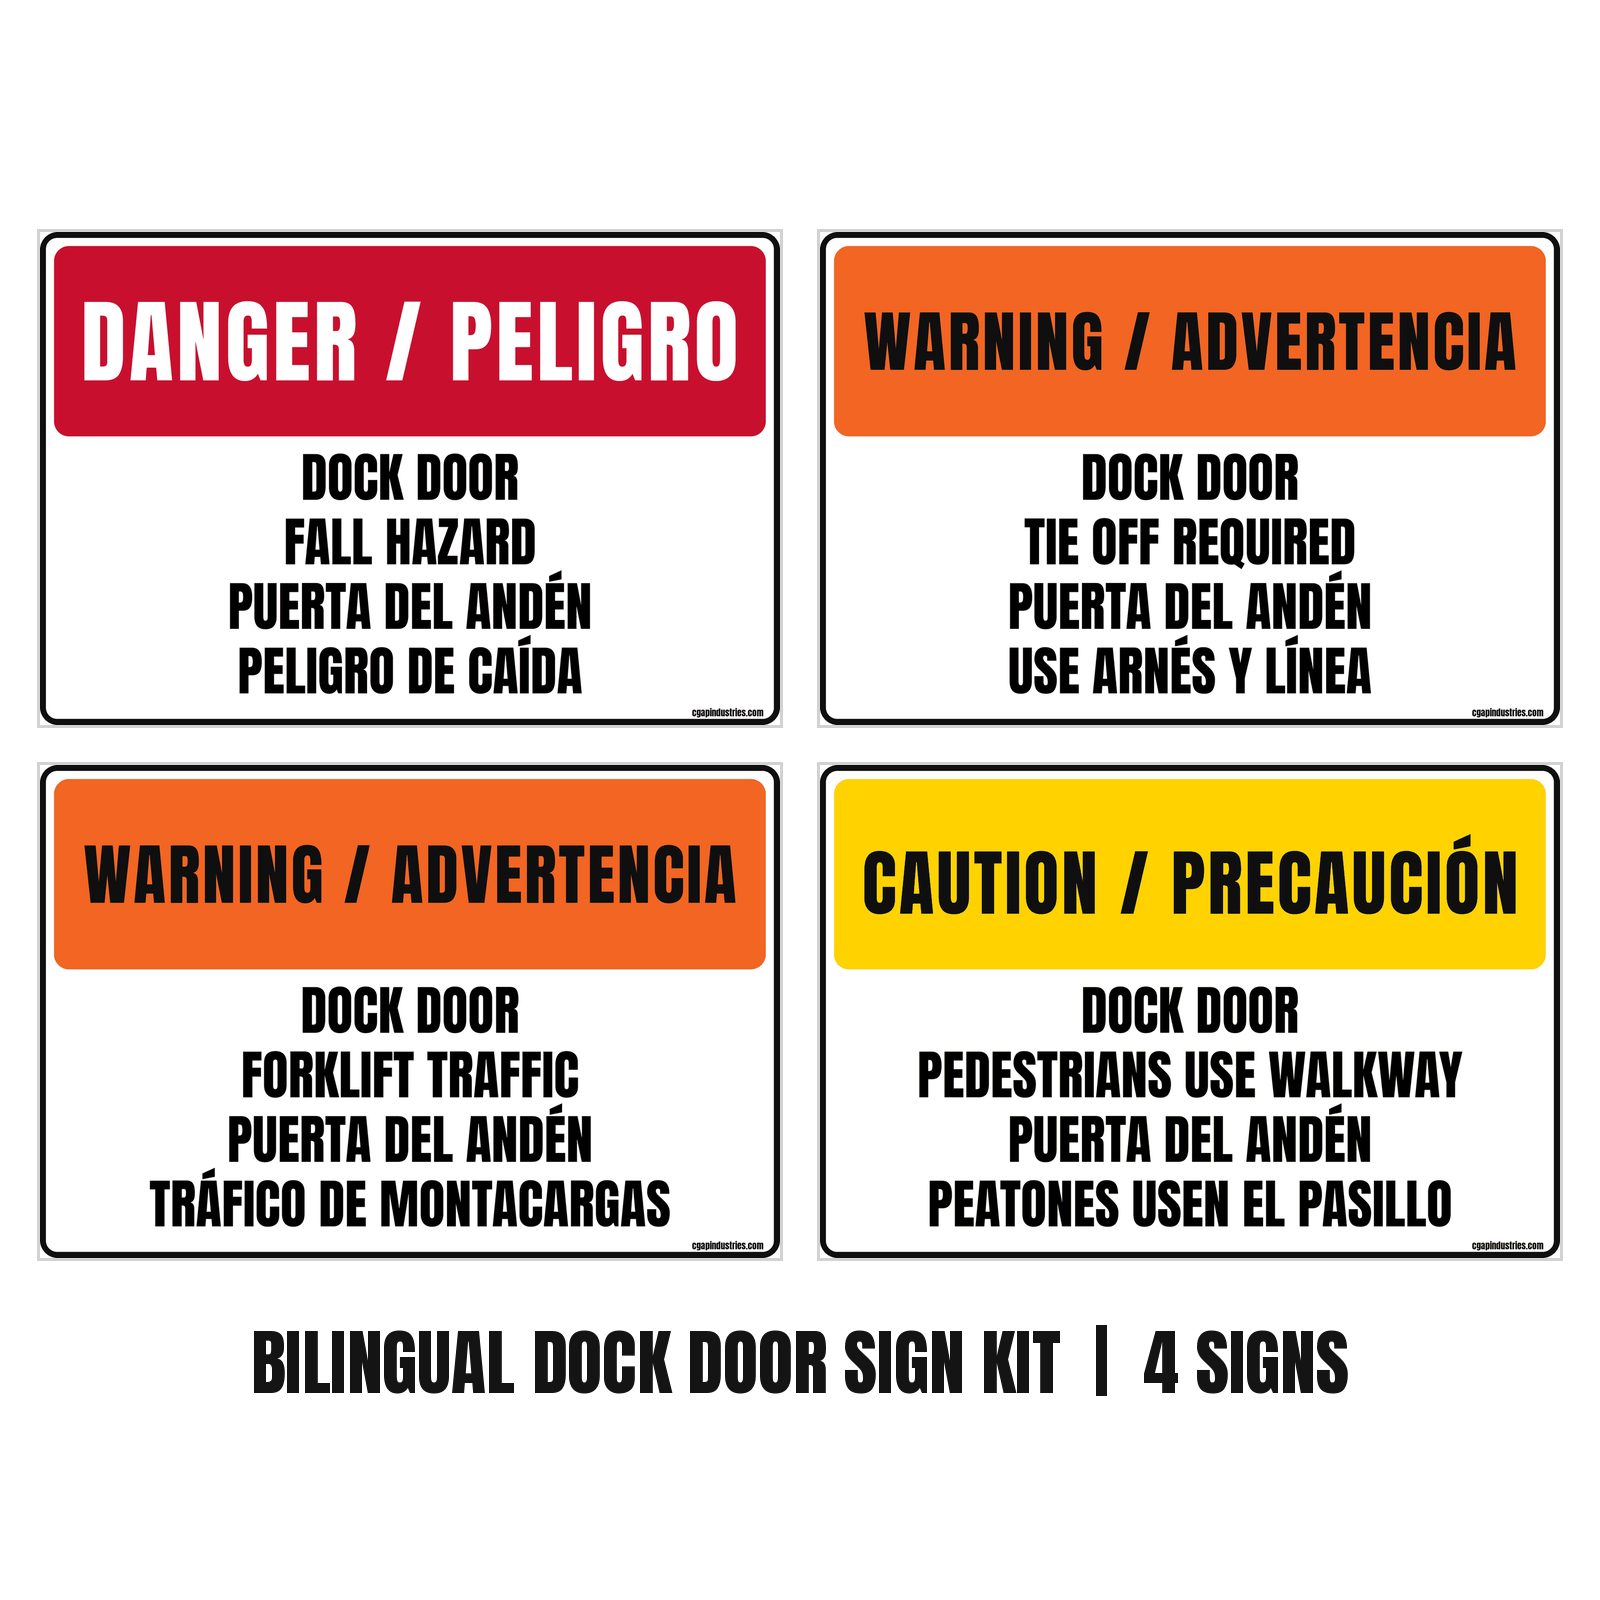 DANGER / PELIGRO
DOCK DOOR
FALL HAZARD
PUERTA DEL ANDÉN
PELIGRO DE CAÍDA
cgapindustries.com
WARNING / ADVERTENCIA
DOCK DOOR
TIE OFF REQUIRED
PUERTA DEL ANDÉN
USE ARNÉS Y LÍNEA
cgapindustries.com
WARNING / ADVERTENCIA
DOCK DOOR
FORKLIFT TRAFFIC
PUERTA DEL ANDÉN
TRÁFICO DE MONTACARGAS
cgapindustries.com
CAUTION / PRECAUCIÓN
DOCK DOOR
PEDESTRIANS USE WALKWAY
PUERTA DEL ANDÉN
PEATONES USEN EL PASILLO
cgapindustries.com
BILINGUAL DOCK DOOR SIGN KIT | 4 SIGNS